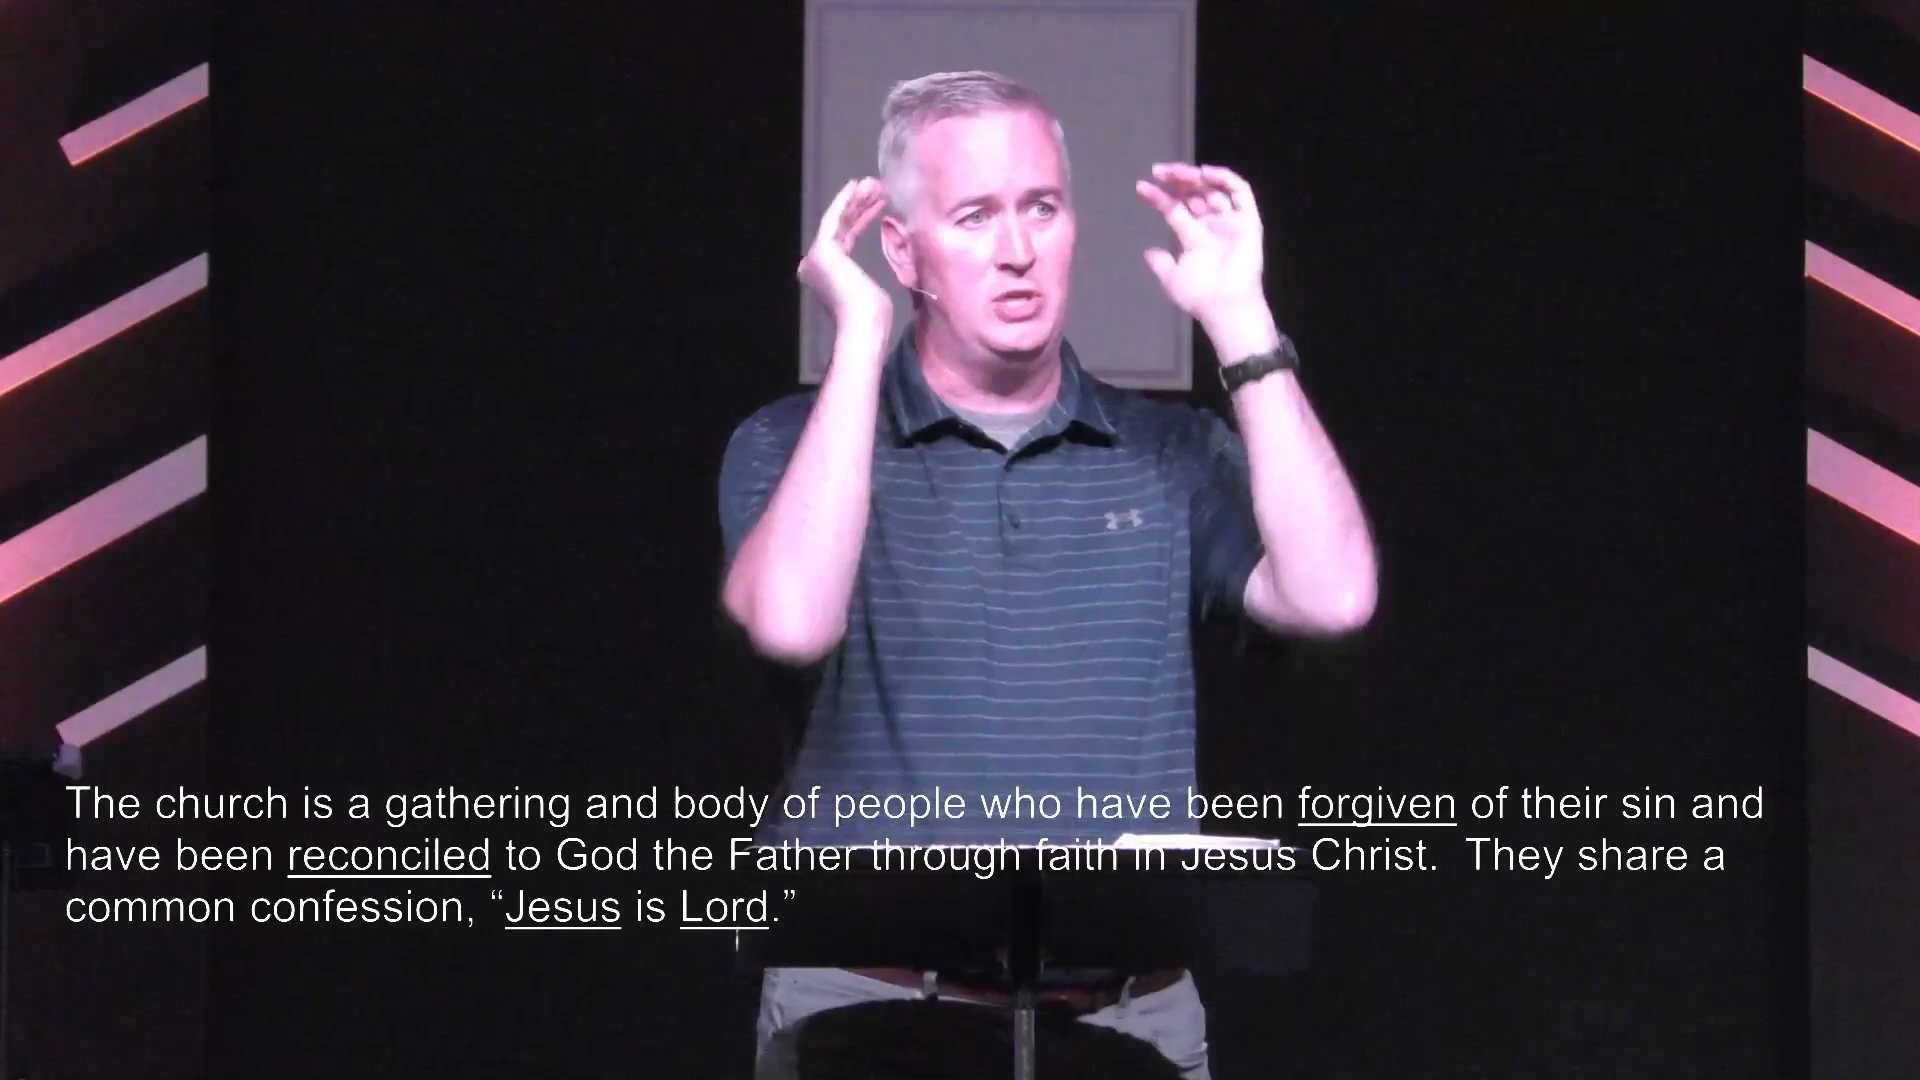 The church is a gathering and body of people who have been forgiven of their sin and
have been reconciled to God the Father through faith in Jesus Christ.  They share a
common confession, “Jesus is Lord.”